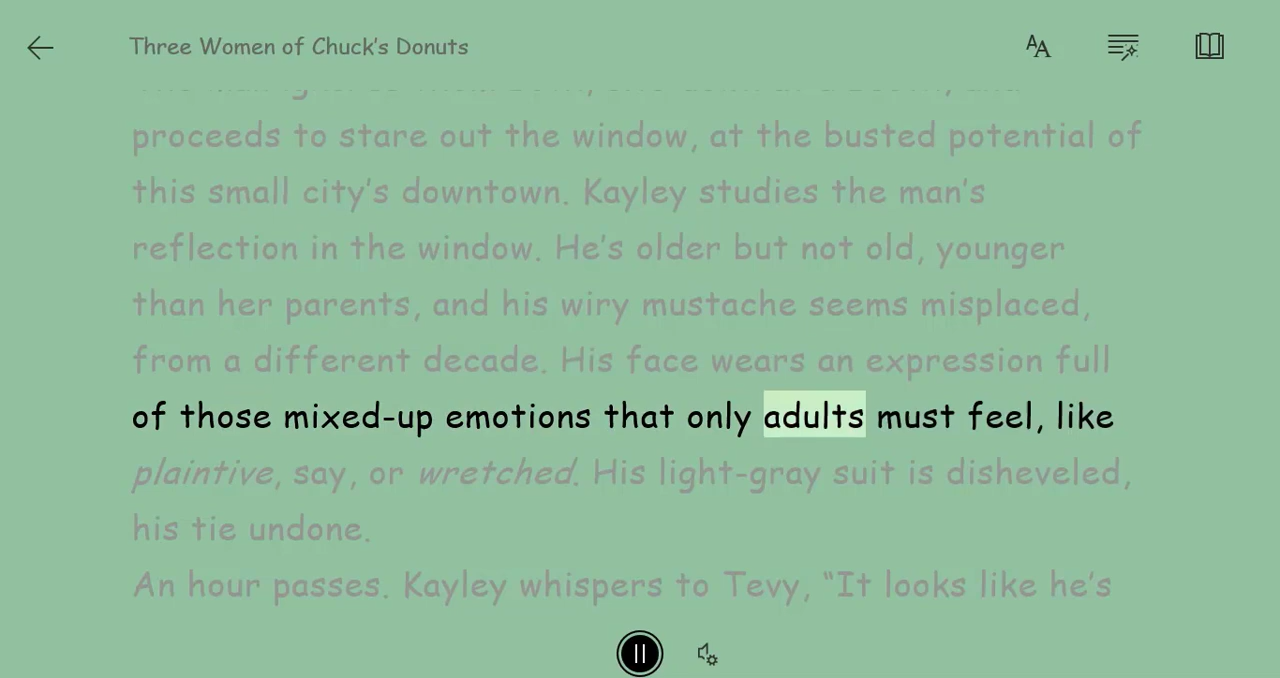 Three Women of Chuck's Donuts
proceeds to stare out the window, at the busted potential of
this small city's downtown. Kayley studies the man's
reflection in the window. He's older but not old, younger
than her parents, and his wiry mustache seems misplaced,
from a different decade. His face wears an expression full
of those mixed-up emotions that only adults must feel, like
plaintive, say, or wretched. His light-gray suit is disheveled,
his tie undone.
An hour passes. Kayley whispers to Tevy, “It looks like he's